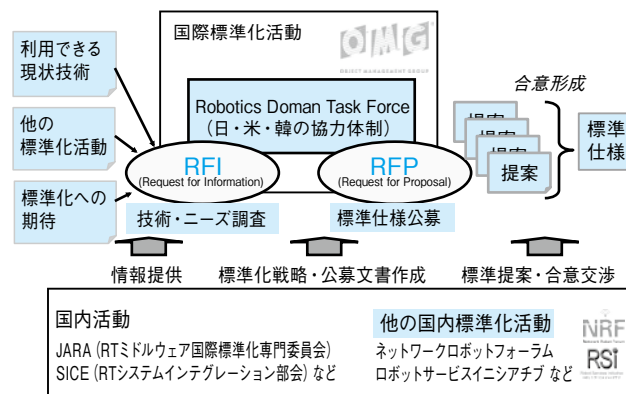 国際標準化活動
OMG
OBJECT MANAGEMENT GROUP
利用できる
現状技術
他の
標準化活動
標準化への
期待
Robotics Doman Task Force
（日・米・韓の協力体制）
RFI
(Request for Information)
技術・ニーズ調査
RFP
(Request for Proposal)
標準仕様公募
合意形成
提案
提案
提案
提案
標準
仕様
情報提供
標準化戦略・公募文書作成
標準提案・合意交渉
国内活動
JARA（RTミドルウェア国際標準化専門委員会）
SICE（RTシステムインテグレーション部会）など
他の国内標準化活動
ネットワークロボットフォーラム
ロボットサービスイニシアチブ など
NRF
RSi